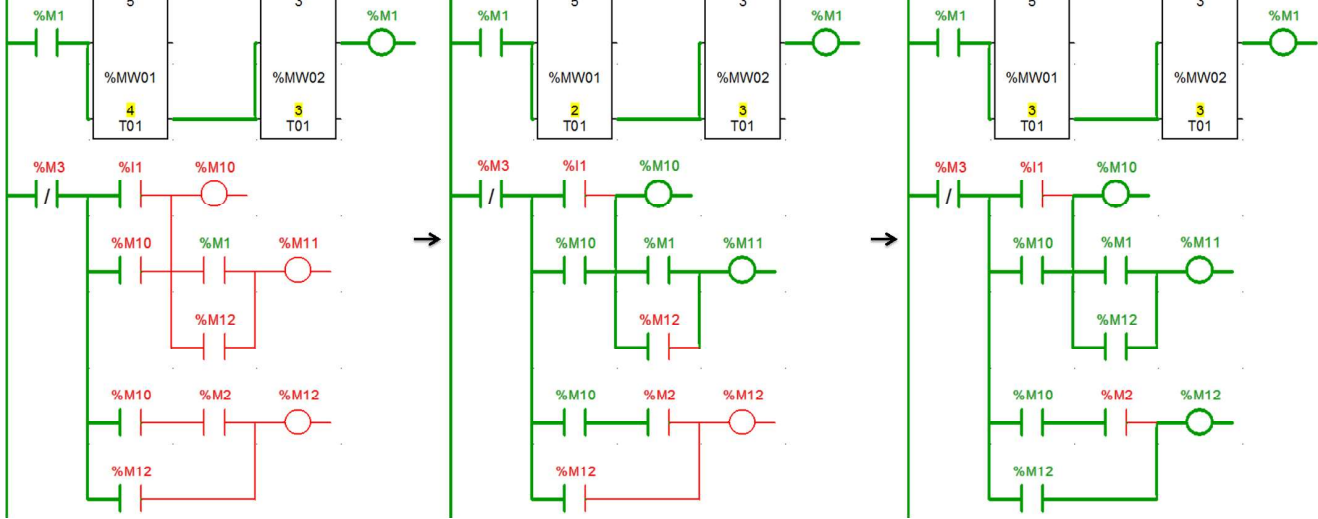 5 3 5 3 5 3
%M1 %M1 %M1 %M1 %M1 %M1
%MW01 %MW02 %MW01 %MW02 %MW01 %MW02
4 3 2 3 3 3
T01 T01 T01 T01 T01 T01
%M3 %I1 %M10 %M3 %I1 %M10 %M3 %I1 %M10
%M10 %M1 %M11 %M10 %M1 %M11 %M10 %M1 %M11
%M12 %M12 %M12
%M10 %M2 %M12 %M10 %M2 %M12 %M10 %M2 %M12
%M12 %M12 %M12